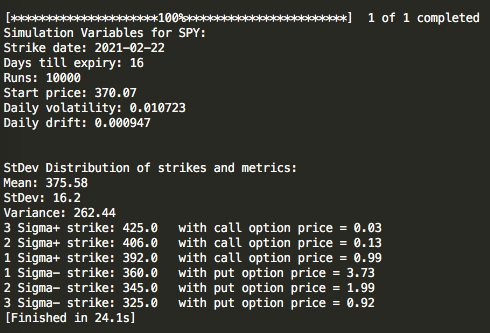 [**********************100%***********************]  1 of 1 completed
Simulation Variables for SPY:
Strike date: 2021-02-22
Days till expiry: 16
Runs: 10000
Start price: 370.07
Daily volatility: 0.010723
Daily drift: 0.000947
StDev Distribution of strikes and metrics:
Mean: 375.58
StDev: 16.2
Variance: 262.44
3 Sigma+ strike: 425.0   with call option price = 0.03
2 Sigma+ strike: 406.0   with call option price = 0.13
1 Sigma+ strike: 392.0   with call option price = 0.99
1 Sigma- strike: 360.0   with put option price = 3.73
2 Sigma- strike: 345.0   with put option price = 1.99
3 Sigma- strike: 325.0   with put option price = 0.92
[Finished in 24.1s]